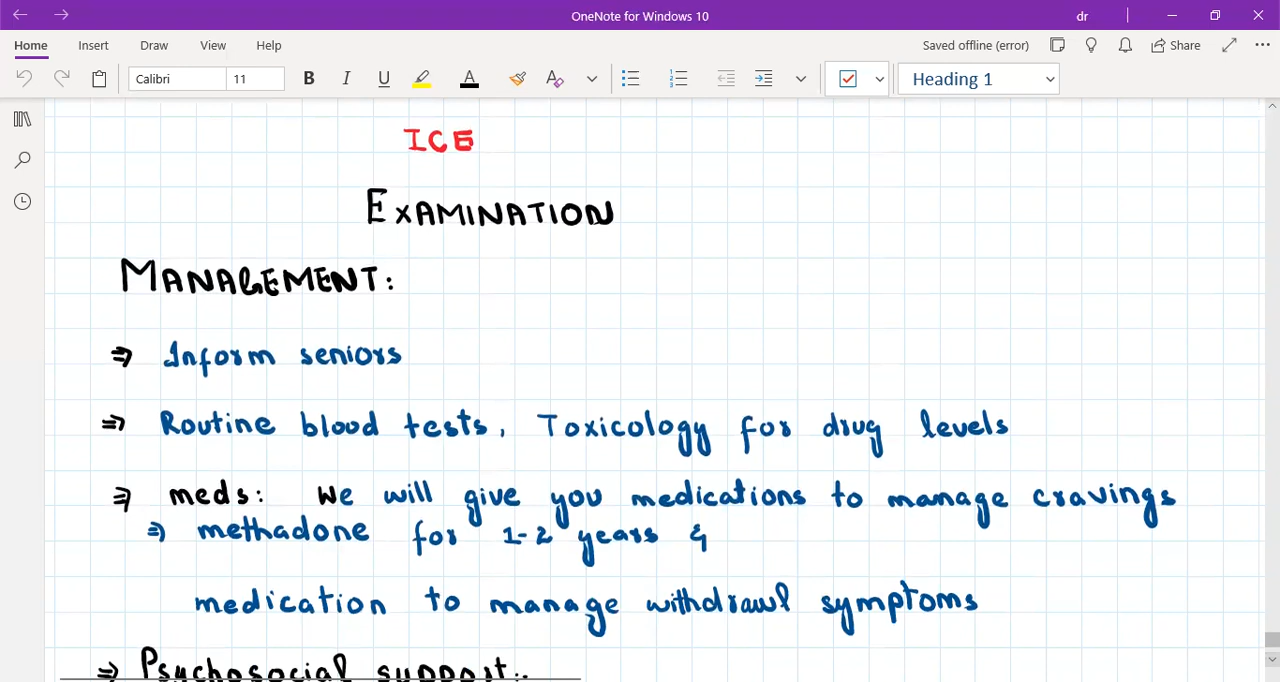 OneNote for Windows 10
dr
Home Insert Draw View Help
Saved offline (error)
Share
Calibri 11 B I U A A Heading 1
ICE
EXAMINATION
MANAGEMENT:
⇒ Inform seniors
⇒ Routine blood tests, Toxicology for drug levels
⇒ meds: We will give you medications to manage cravings
⇒ methadone for 1-2 years &
medication to manage withdrawl symptoms
⇒ Psychosocial support: